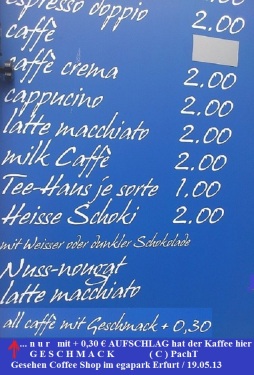 espresso doppio 2.00
caffè
caffè crema 2.00
cappucino 2.00
latte macchiato 2.00
milk Caffè 2.00
Tee-Haus je sorte 1.00
Heisse Schoki 2.00
mit Weisser oder dunkler Schokolade
Nuss-nougat
latte macchiato
all caffè mit Geschmack + 0,30
... n u r mit + 0,30 € AUFSCHLAG hat der Kaffee hier
G E S C H M A C K ( C ) PachT
Gesehen Coffee Shop im egapark Erfurt / 19.05.13